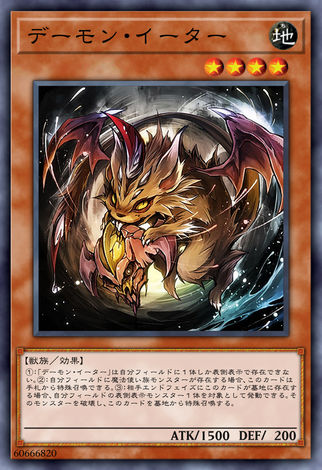 デーモン・イーター
地
【獣族／効果】
①:「デーモン・イーター」は自分フィールドに１体しか表側表示で存在できな
い。②:自分フィールドに魔法使い族モンスターが存在する場合、このカードは
手札から特殊召喚できる。③:相手エンドフェイズにこのカードが墓地に存在す
る場合、自分フィールドの表側表示モンスター１体を対象として発動できる。そ
のモンスターを破壊し、このカードを墓地から特殊召喚する。
ATK/1500 DEF/ 200
60666820